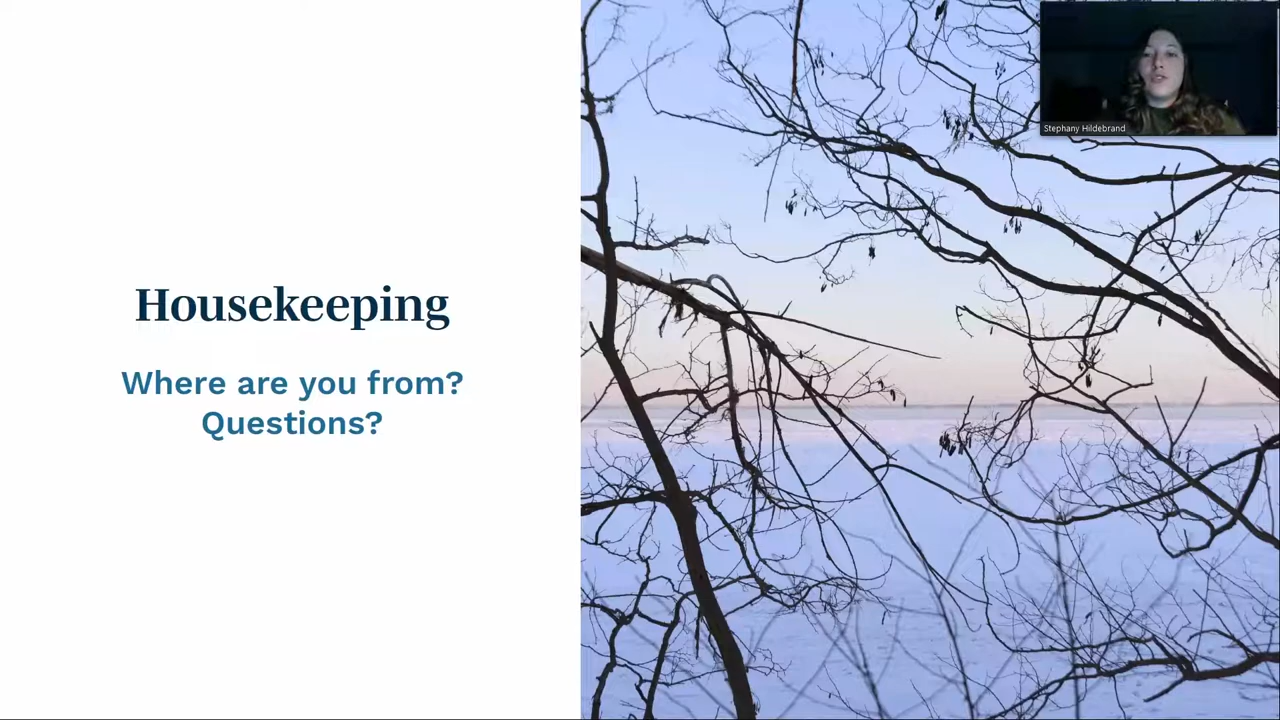 Housekeeping
Where are you from?
Questions?
Stephany Hildebrand